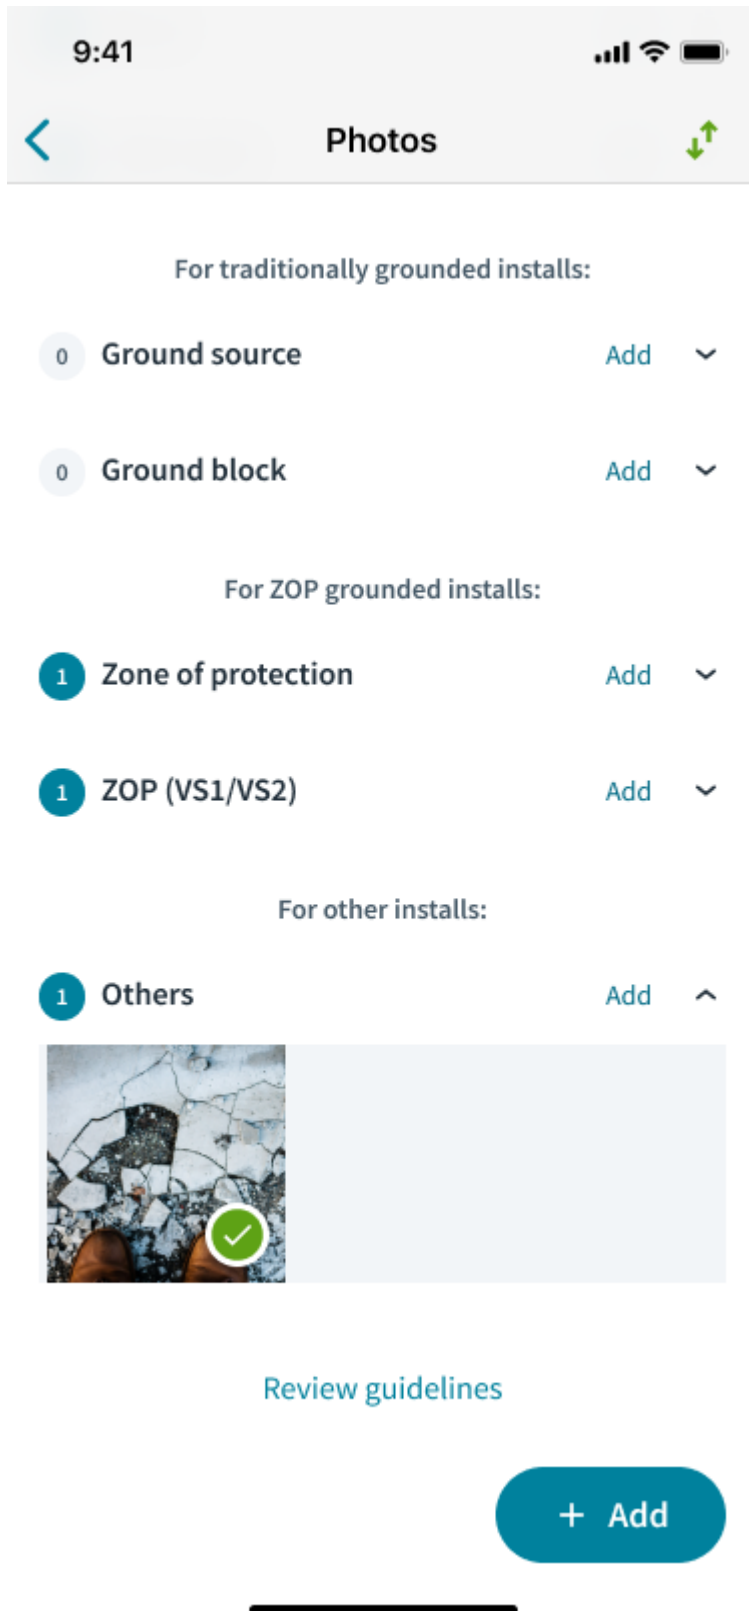 9:41
Photos
For traditionally grounded installs:
0 Ground source Add
0 Ground block Add
For ZOP grounded installs:
1 Zone of protection Add
1 ZOP (VS1/VS2) Add
For other installs:
1 Others Add
Review guidelines
+ Add